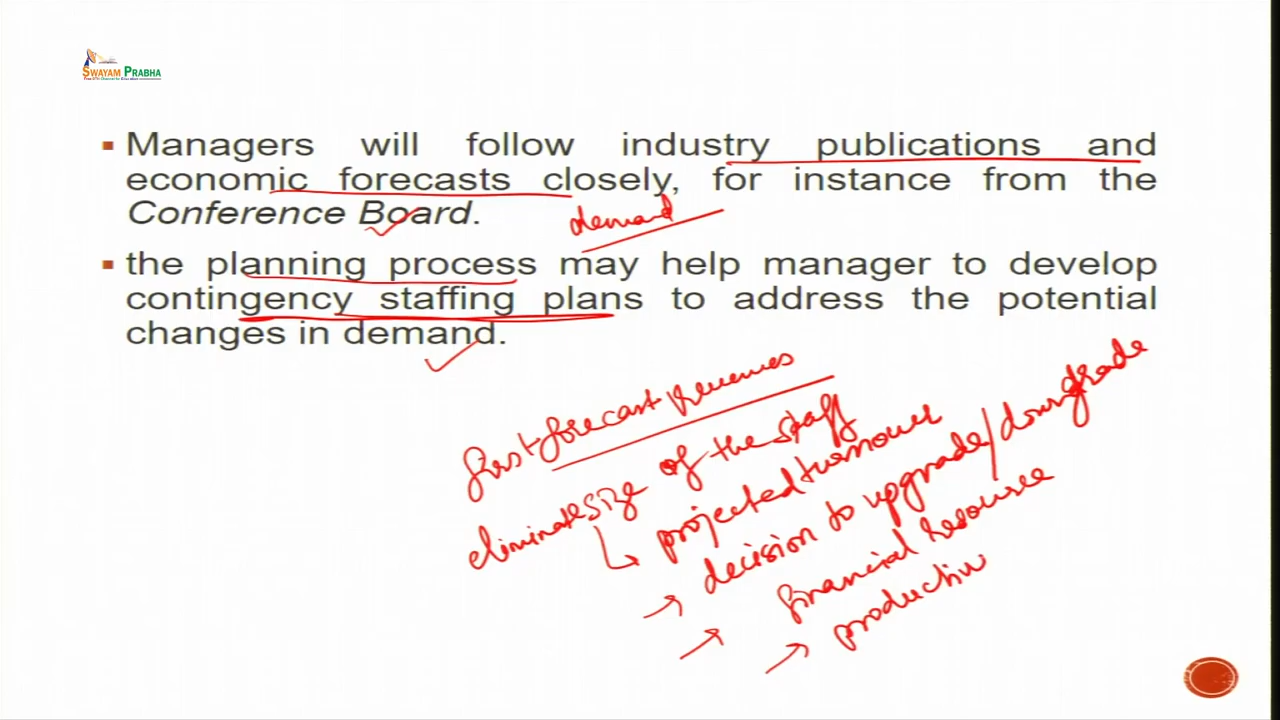 SWAYAM PRABHA
Managers will follow industry publications and
economic forecasts closely, for instance from the
Conference Board.
demand
the planning process may help manager to develop
contingency staffing plans to address the potential
changes in demand.
first forecast revenues
eliminate size of the staff
projected turnover
decision to upgrade/downgrade
financial resource
productiv